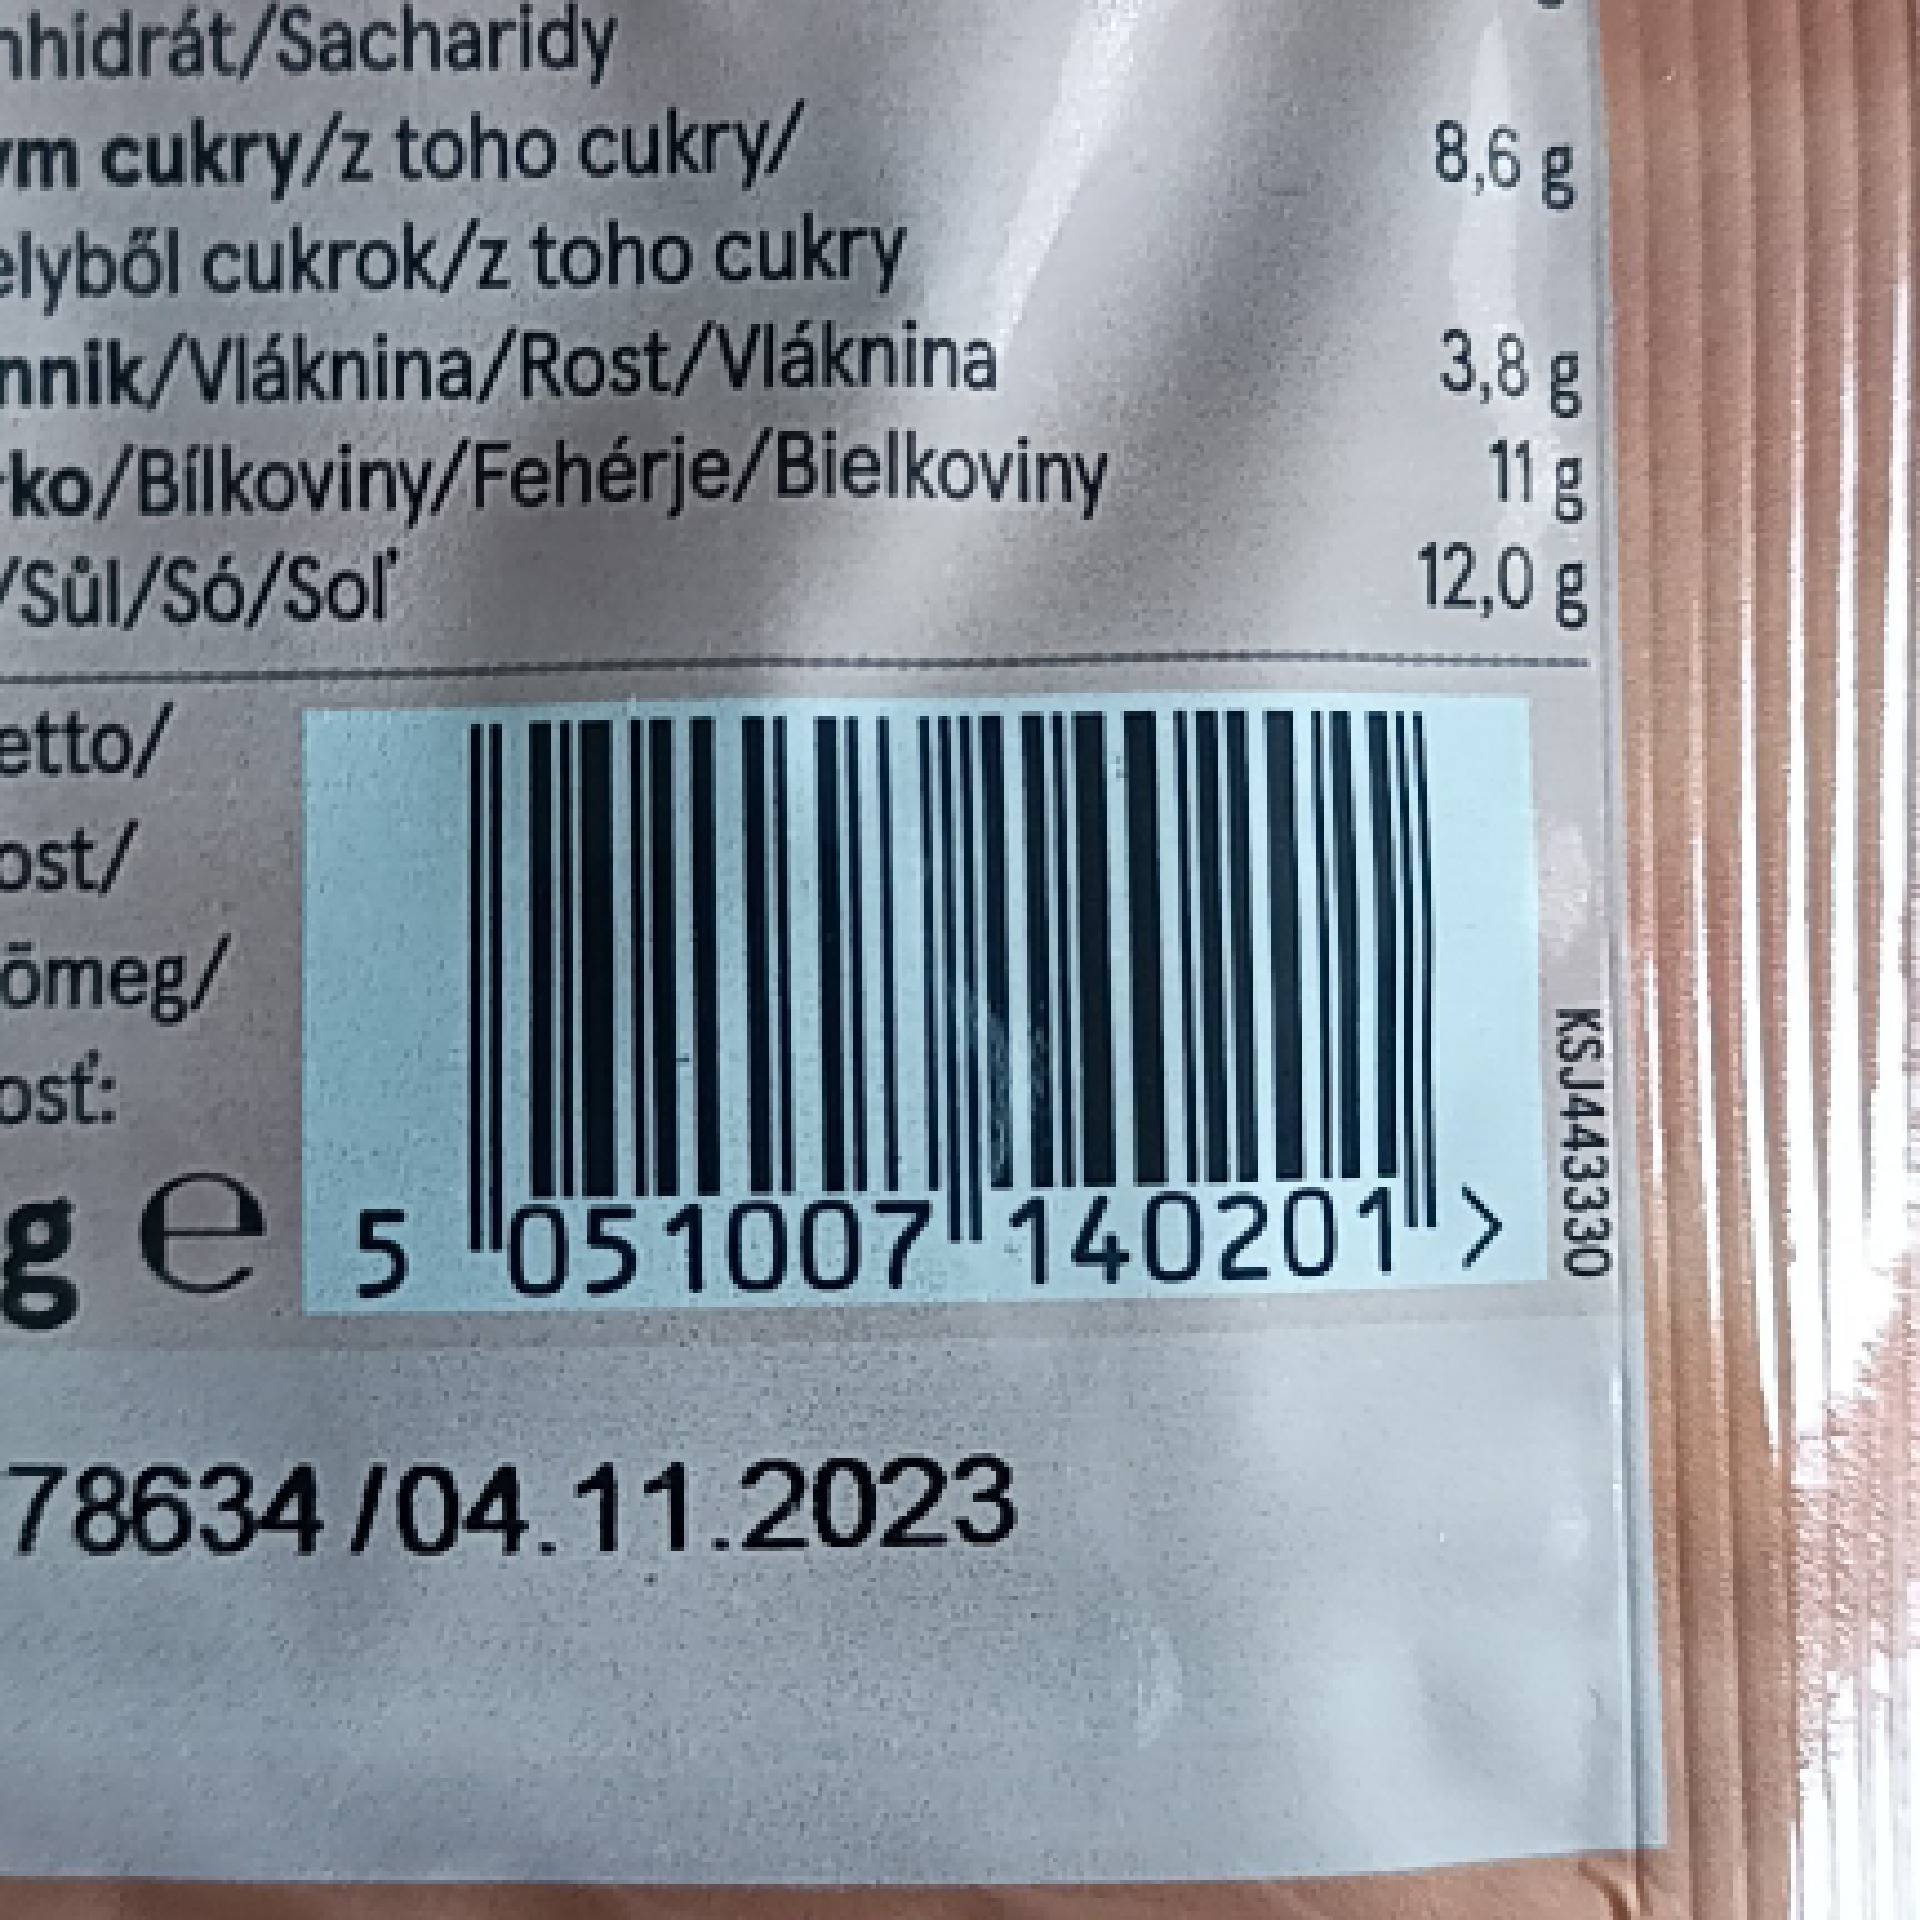 nhidrát/Sacharidy
ym cukry/z toho cukry/ 8,6 g
elyből cukrok/z toho cukry
nnik/Vláknina/Rost/Vláknina 3,8 g
rko/Bílkoviny/Fehérje/Bielkoviny 11 g
/Sůl/Só/Soľ 12,0 g
etto/
ost/
ömeg/
osť:
g ℮
5 051007 140201 >
KSJ443330
78634 /04.11.2023